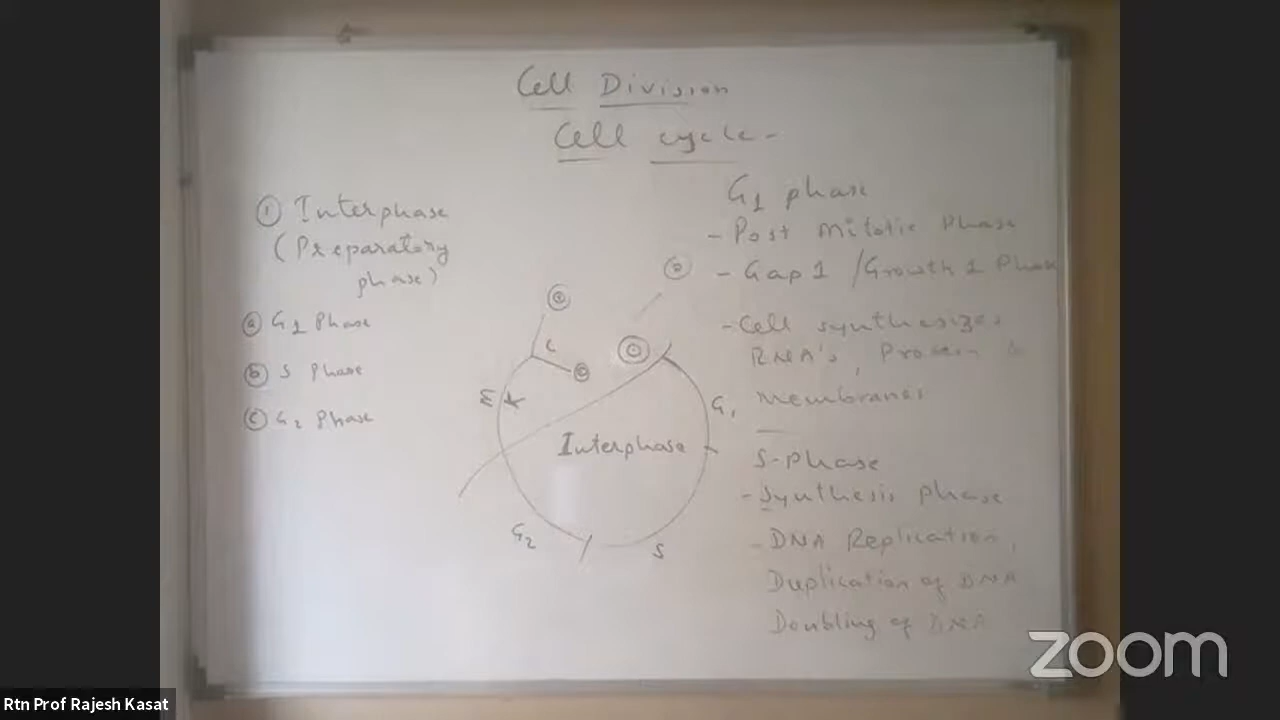 Cell Division
Cell cycle -
① Interphase
(Preparatory
phase)
ⓐ G1 Phase
ⓑ S Phase
ⓒ G2 Phase
G1 phase
- Post Mitotic Phase
- Gap 1 / Growth 1 Phase
- Cell synthesizes
RNA's, Protein &
Membranes
S-Phase
- Synthesis phase
- DNA Replication,
Duplication of DNA
Doubling of DNA
C
G1
Interphase
G2
S
zoom
Rtn Prof Rajesh Kasat